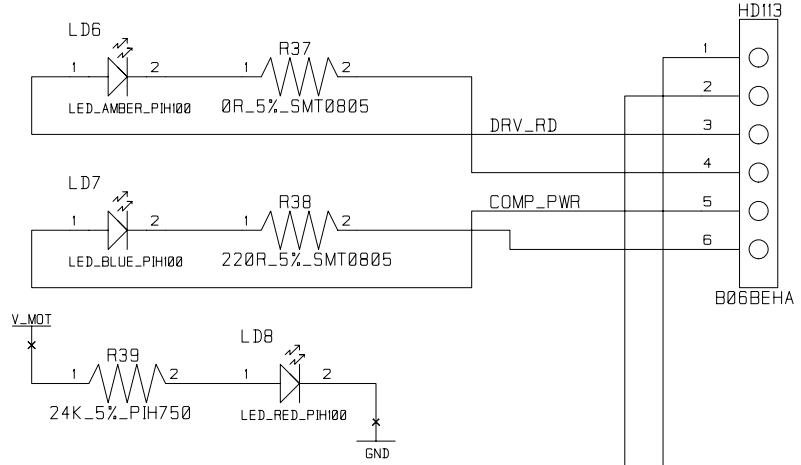 HD113
LD6
R37
1
1 2 1 2
2
LED_AMBER_PIH100 0R_5%_SMT0805
DRV_RD 3
4
LD7
R38 COMP_PWR 5
1 2 1 2
6
LED_BLUE_PIH100 220R_5%_SMT0805
B06BEHA
V_MOT
LD8
R39
1 2 1 2
24K_5%_PIH750 LED_RED_PIH100
GND